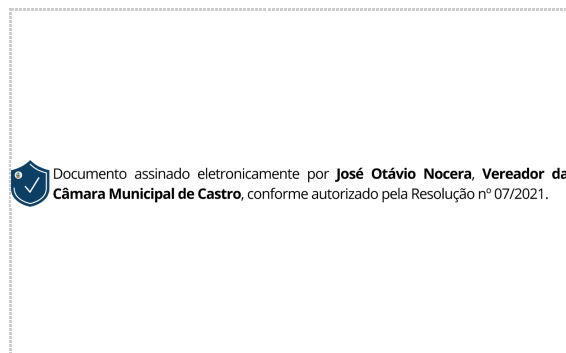 Documento assinado eletronicamente por José Otávio Nocera, Vereador da
Câmara Municipal de Castro, conforme autorizado pela Resolução nº 07/2021.